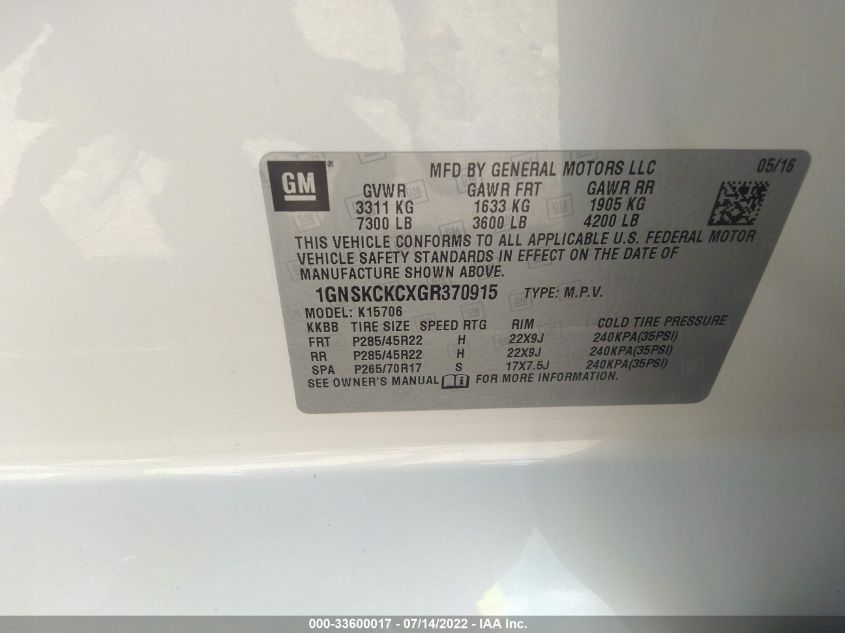 GM
MFD BY GENERAL MOTORS LLC 05/16
GVWR GAWR FRT GAWR RR
3311 KG 1633 KG 1905 KG
7300 LB 3600 LB 4200 LB
THIS VEHICLE CONFORMS TO ALL APPLICABLE U.S. FEDERAL MOTOR
VEHICLE SAFETY STANDARDS IN EFFECT ON THE DATE OF
MANUFACTURE SHOWN ABOVE.
1GNSKCKCXGR370915 TYPE: M.P.V.
MODEL: K15706
KKBB TIRE SIZE SPEED RTG RIM COLD TIRE PRESSURE
FRT P285/45R22 H 22X9J 240KPA(35PSI)
RR P285/45R22 H 22X9J 240KPA(35PSI)
SPA P265/70R17 S 17X7.5J 240KPA(35PSI)
SEE OWNER'S MANUAL FOR MORE INFORMATION.
000-33600017 - 07/14/2022 - IAA Inc.